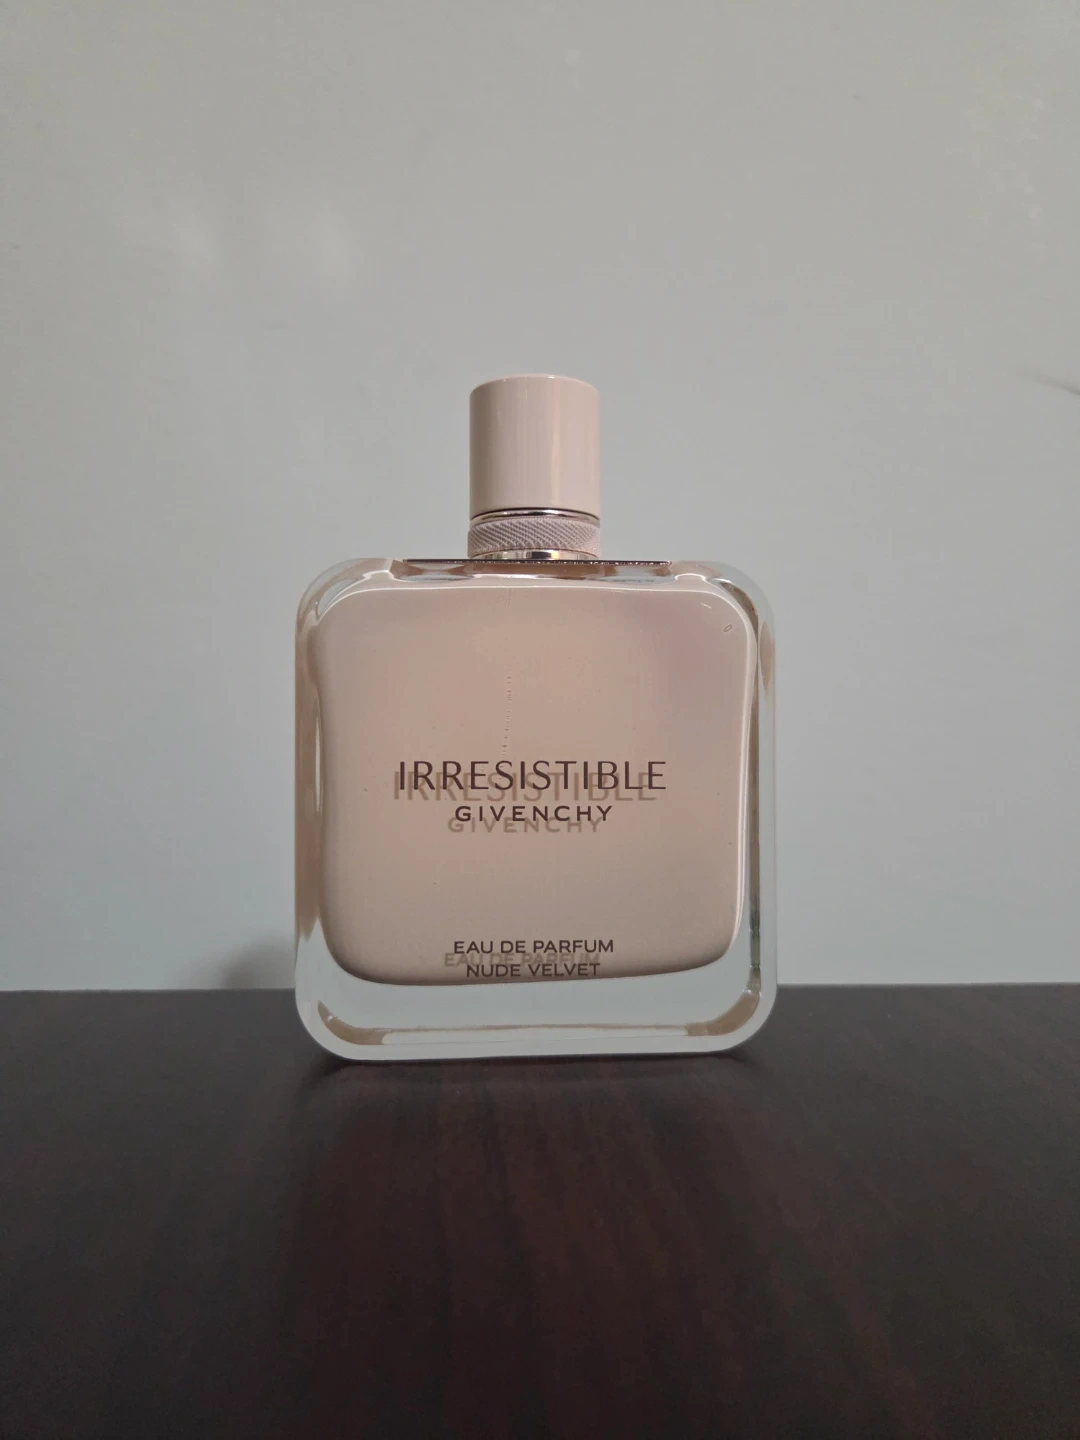 IRRESISTIBLE
GIVENCHY
EAU DE PARFUM
NUDE VELVET